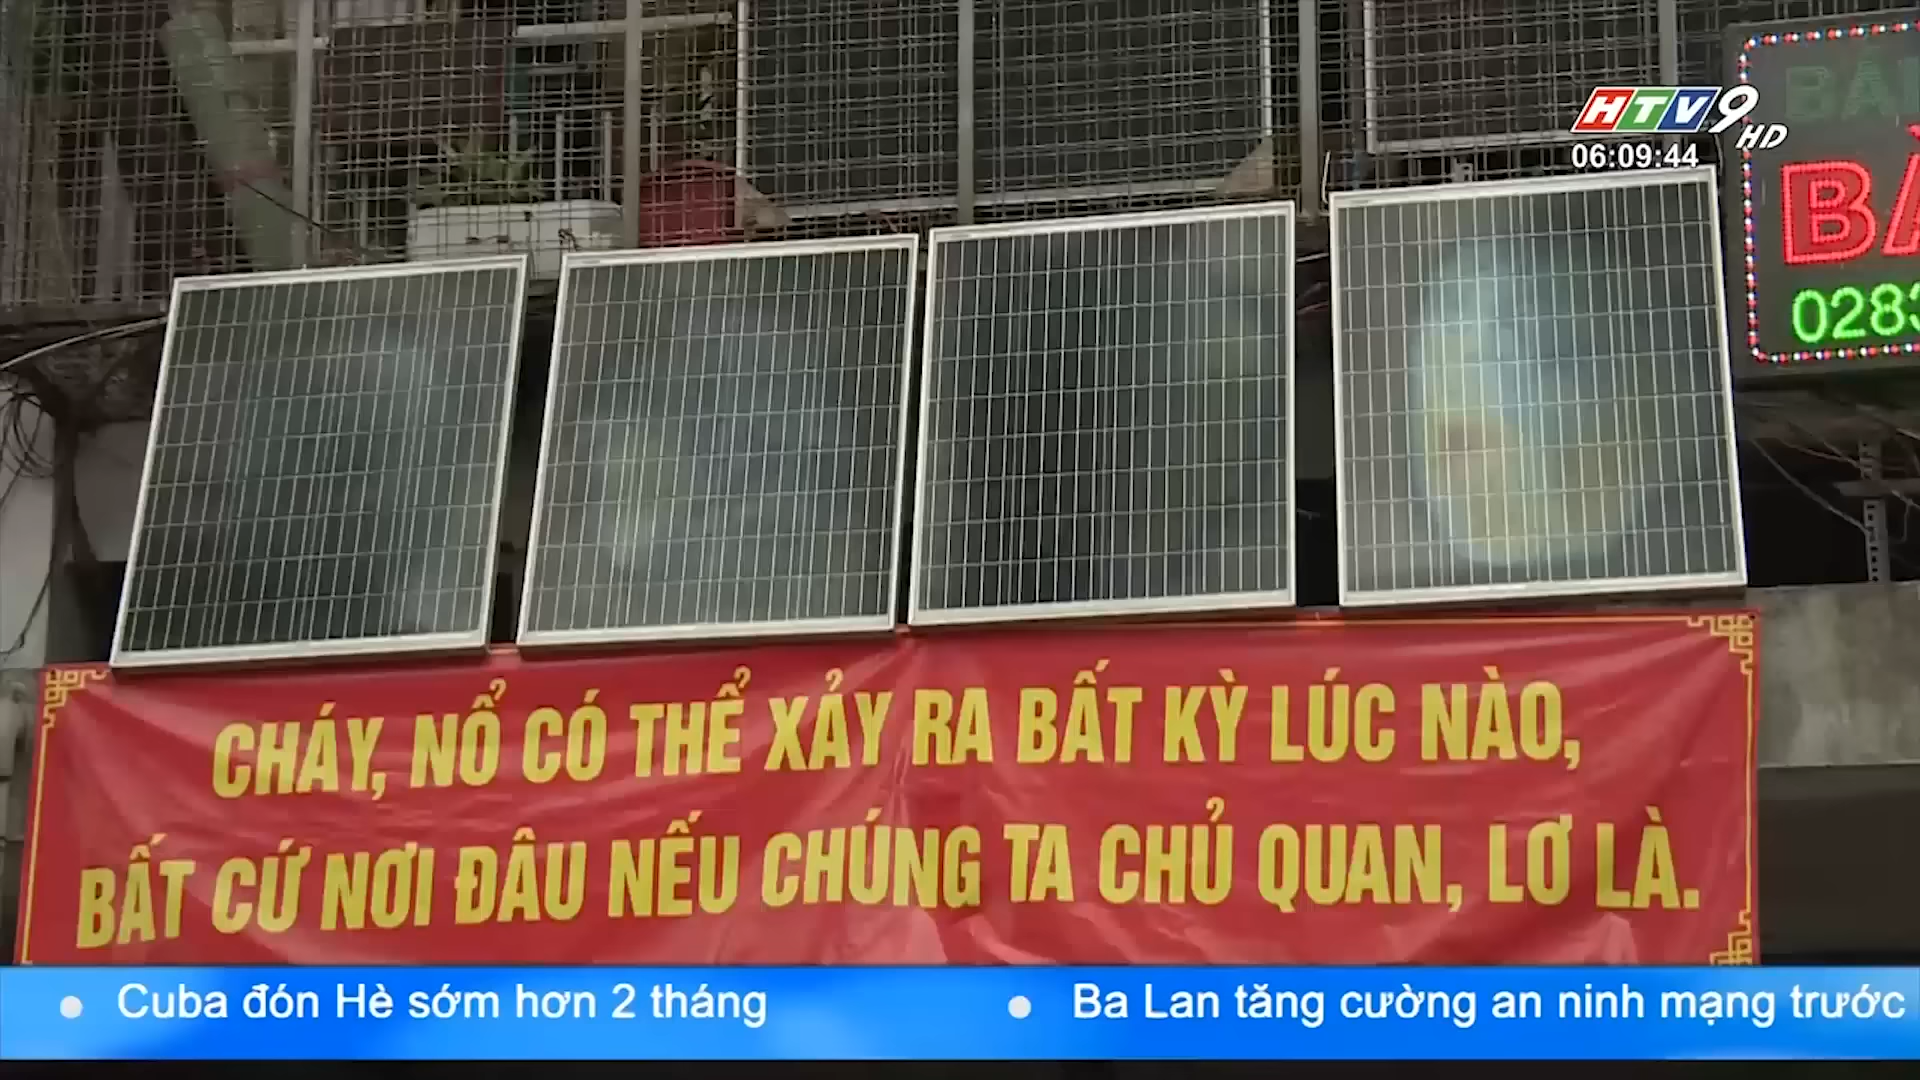 HTV9 HD
06:09:44
0283
CHÁY, NỔ CÓ THỂ XẢY RA BẤT KỲ LÚC NÀO,
BẤT CỨ NƠI ĐÂU NẾU CHÚNG TA CHỦ QUAN, LƠ LÀ.
Cuba đón Hè sớm hơn 2 tháng
Ba Lan tăng cường an ninh mạng trước